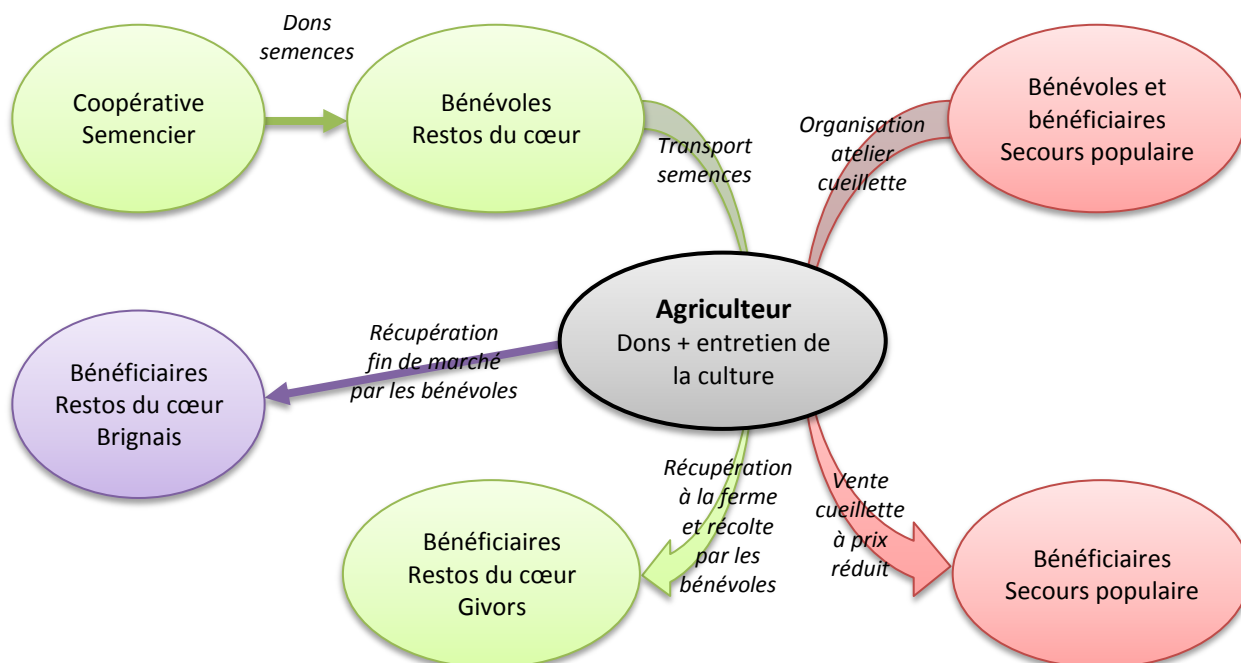 Dons
semences
Coopérative
Semencier
Bénévoles
Restos du cœur
Transport
semences
Organisation
atelier
cueillette
Bénévoles et
bénéficiaires
Secours populaire
Agriculteur
Dons + entretien de
la culture
Récupération
fin de marché
par les bénévoles
Bénéficiaires
Restos du cœur
Brignais
Récupération
à la ferme
et récolte
par les
bénévoles
Bénéficiaires
Restos du cœur
Givors
Vente
cueillette
à prix
réduit
Bénéficiaires
Secours populaire